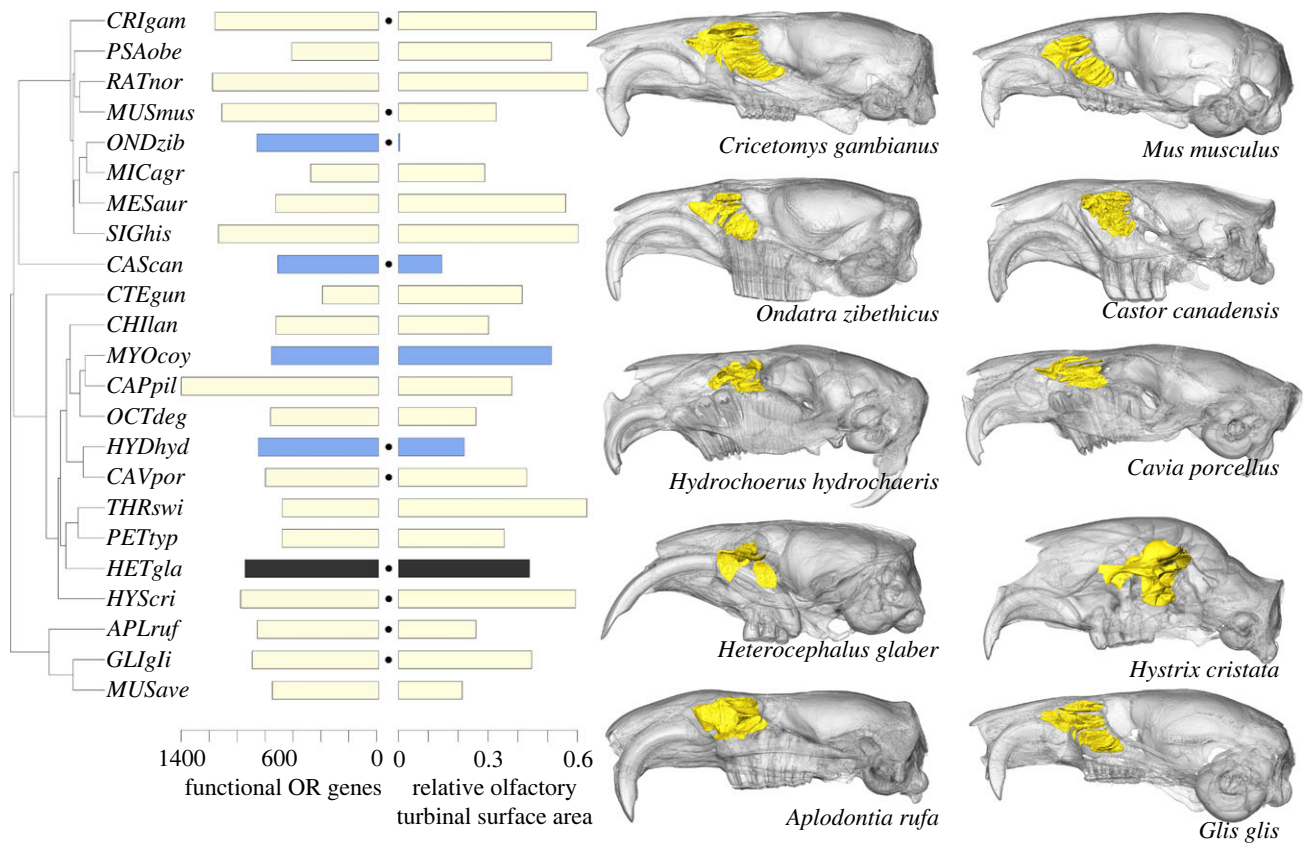 CRIgam
PSAobe
RATnor
MUSmus
ONDzib
MICagr
MESaur
SIGhis
CAScan
CTEgun
CHIlan
MYOcoy
CAPpil
OCTdeg
HYDhyd
CAVpor
THRswi
PETtyp
HETgla
HYScri
APLruf
GLIgIi
MUSave
1400 600 0 0 0.3 0.6
functional OR genes
relative olfactory
turbinal surface area
Cricetomys gambianus
Mus musculus
Ondatra zibethicus
Castor canadensis
Hydrochoerus hydrochaeris
Cavia porcellus
Heterocephalus glaber
Hystrix cristata
Aplodontia rufa
Glis glis